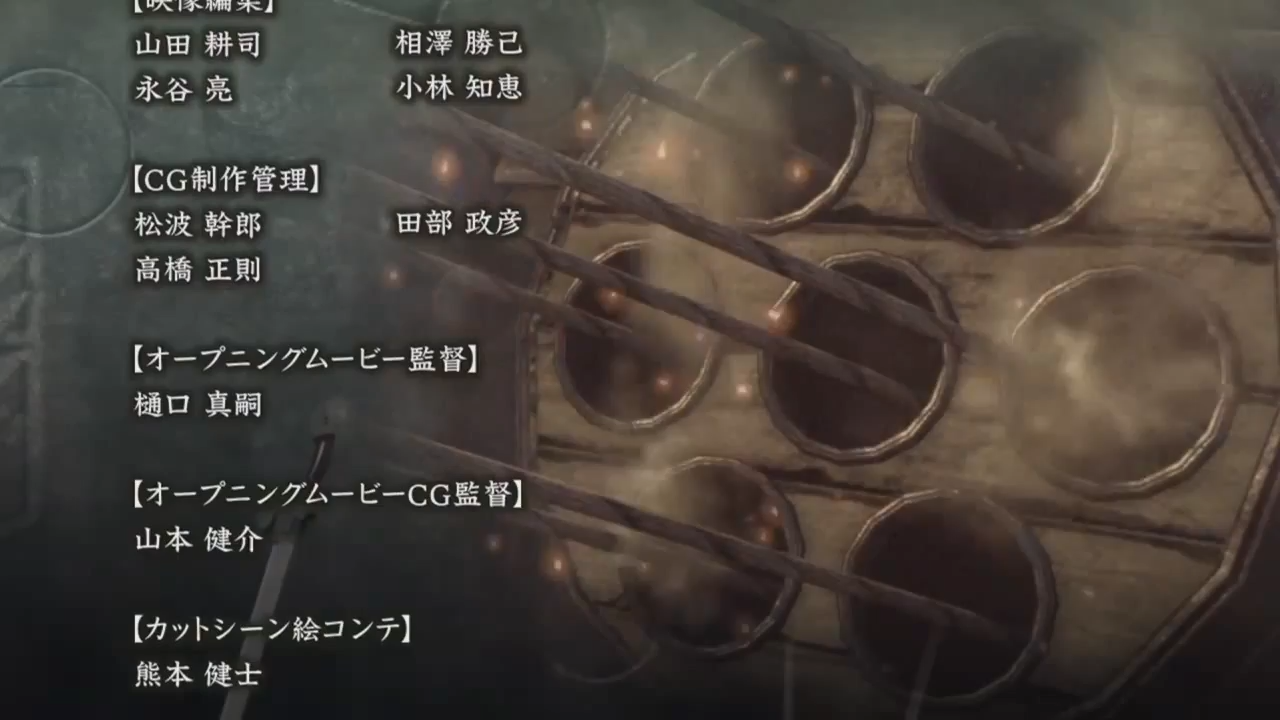 【映像編集】
山田 耕司 相澤 勝己
永谷 亮 小林 知恵
【CG制作管理】
松波 幹郎 田部 政彦
高橋 正則
【オープニングムービー監督】
樋口 真嗣
【オープニングムービーCG監督】
山本 健介
【カットシーン絵コンテ】
熊本 健士